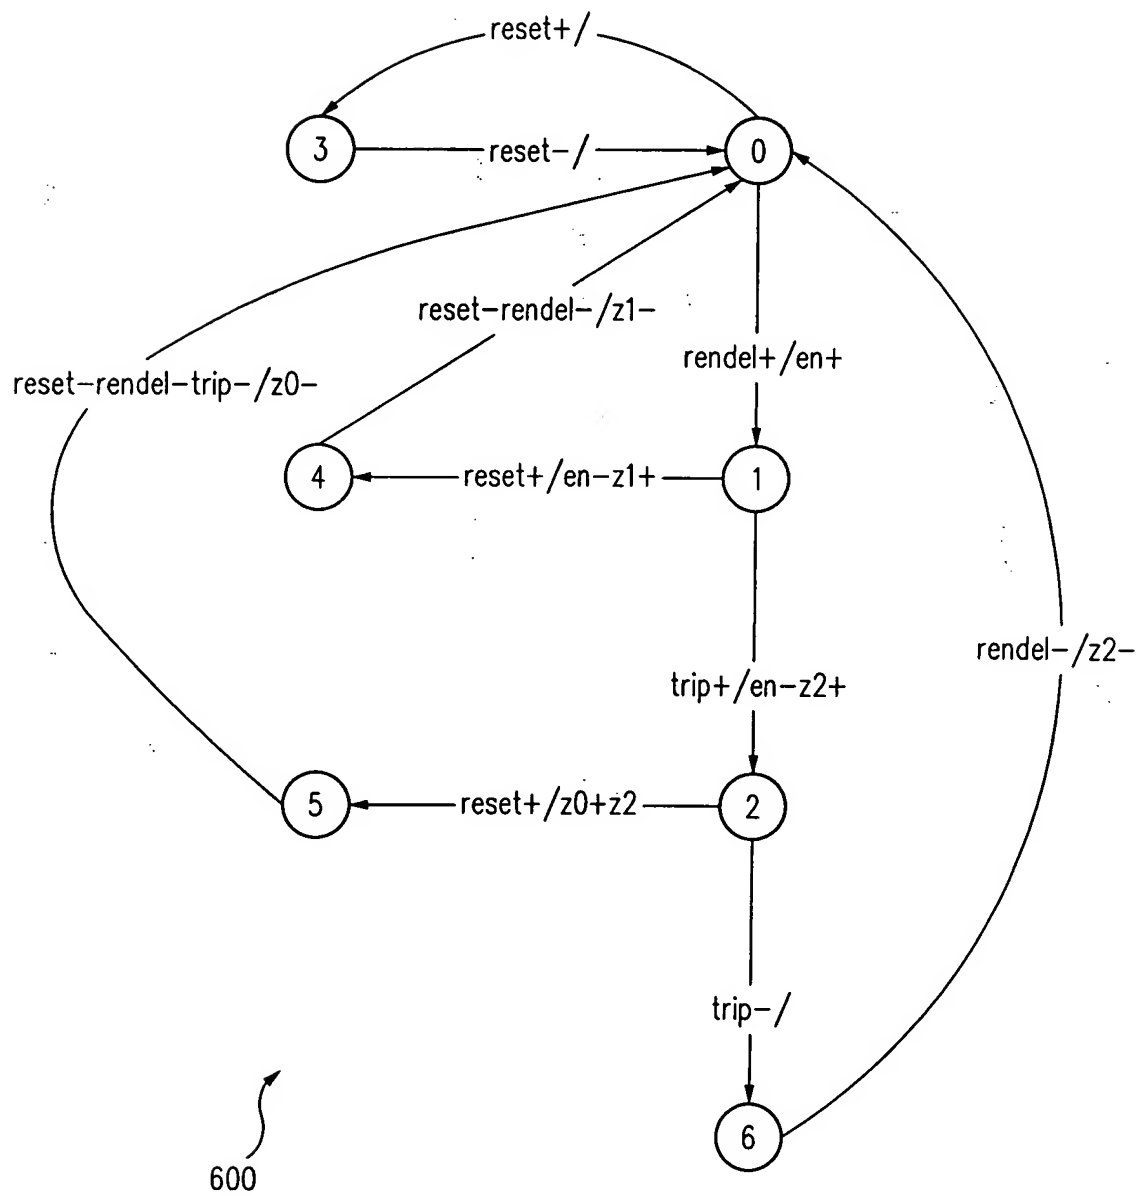 reset+/
3
reset-/
0
reset-rendel-/z1-
rendel+/en+
reset-rendel-trip-/z0-
4
reset+/en-z1+
1
rendel-/z2-
trip+/en-z2+
5
reset+/z0+z2
2
trip-/
6
600